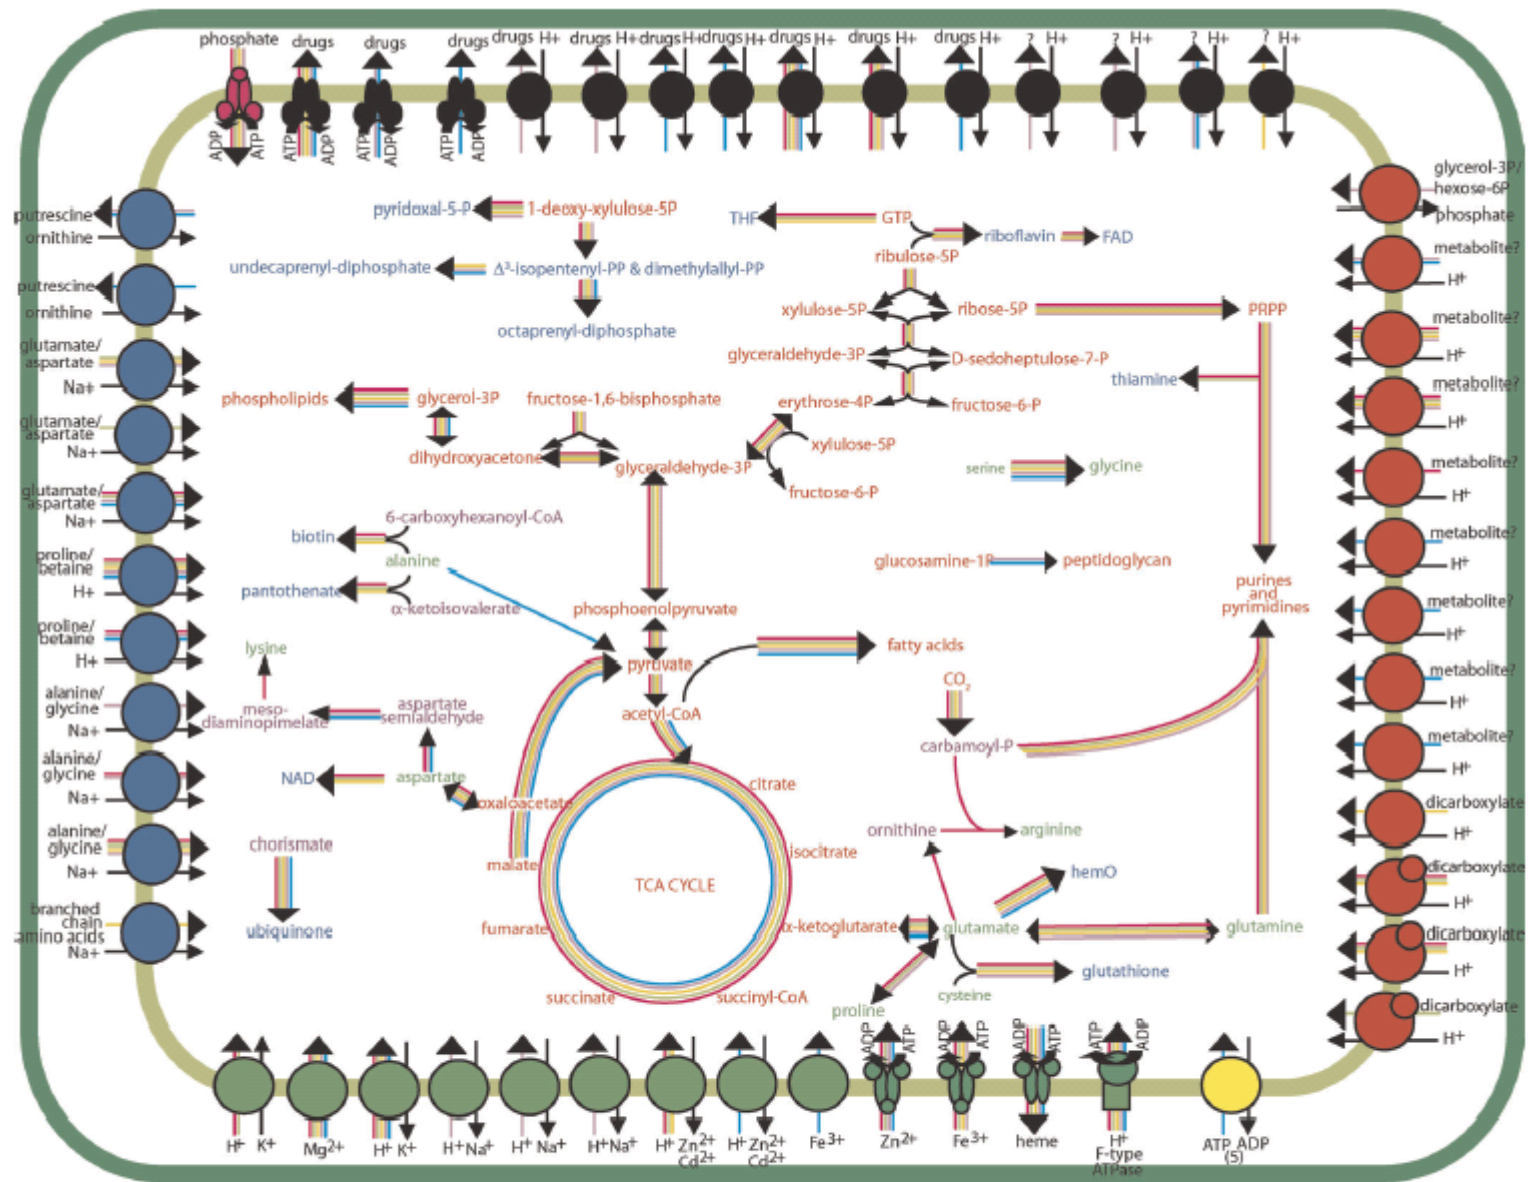 phosphate
drugs
drugs
drugs
drugs H+
drugs H+
drugs H+
drugs H+
drugs H+
drugs H+
drugs H+
? H+
? H+
? H+
? H+
ADP
ATP
ATP
ADP
ATP
ADP
ATP
ADP
putrescine
ornithine
putrescine
ornithine
glutamate/
aspartate
Na+
glutamate/
aspartate
Na+
glutamate/
aspartate
Na+
proline/
betaine
H+
proline/
betaine
H+
alanine/
glycine
Na+
alanine/
glycine
Na+
alanine/
glycine
Na+
branched
chain
amino acids
Na+
pyridoxal-5-P
1-deoxy-xylulose-5P
undecaprenyl-diphosphate
Δ³-isopentenyl-PP & dimethylallyl-PP
octaprenyl-diphosphate
THF
GTP
riboflavin
FAD
ribulose-5P
xylulose-5P
ribose-5P
PRPP
glyceraldehyde-3P
D-sedoheptulose-7-P
thiamine
erythrose-4P
fructose-6-P
phospholipids
glycerol-3P
fructose-1,6-bisphosphate
xylulose-5P
dihydroxyacetone
glyceraldehyde-3P
fructose-6-P
serine
glycine
biotin
6-carboxyhexanoyl-CoA
alanine
pantothenate
α-ketoisovalerate
glucosamine-1P
peptidoglycan
purines
and
pyrimidines
phosphoenolpyruvate
lysine
pyruvate
fatty acids
meso-
diaminopimelate
aspartate
semialdehyde
acetyl-CoA
CO2
carbamoyl-P
NAD
aspartate
oxaloacetate
citrate
chorismate
malate
isocitrate
ornithine
arginine
TCA CYCLE
hemO
ubiquinone
fumarate
α-ketoglutarate
glutamate
glutamine
succinate
succinyl-CoA
cysteine
glutathione
proline
glycerol-3P/
hexose-6P
phosphate
metabolite?
H+
metabolite?
H+
metabolite?
H+
metabolite?
H+
metabolite?
H+
metabolite?
H+
metabolite?
H+
metabolite?
H+
dicarboxylate
H+
dicarboxylate
H+
dicarboxylate
H+
dicarboxylate
H+
ADP
ATP
ADP
ATP
ADP
ATP
ATP
ADP
H+ K+
Mg2+
H+ K+
H+ Na+
H+ Na+
H+ Na+
H+ Zn2+
Cd2+
H+ Zn2+
Cd2+
Fe3+
Zn2+
Fe3+
heme
H+
F-type
ATPase
ATP ADP
(5)